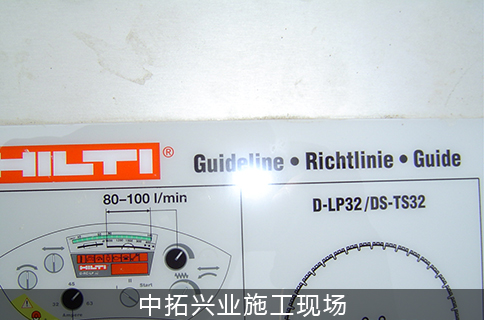 HILTI® Guideline • Richtlinie • Guide
80–100 l/min
D-LP32/DS-TS32
HILTI
Start
中拓兴业施工现场